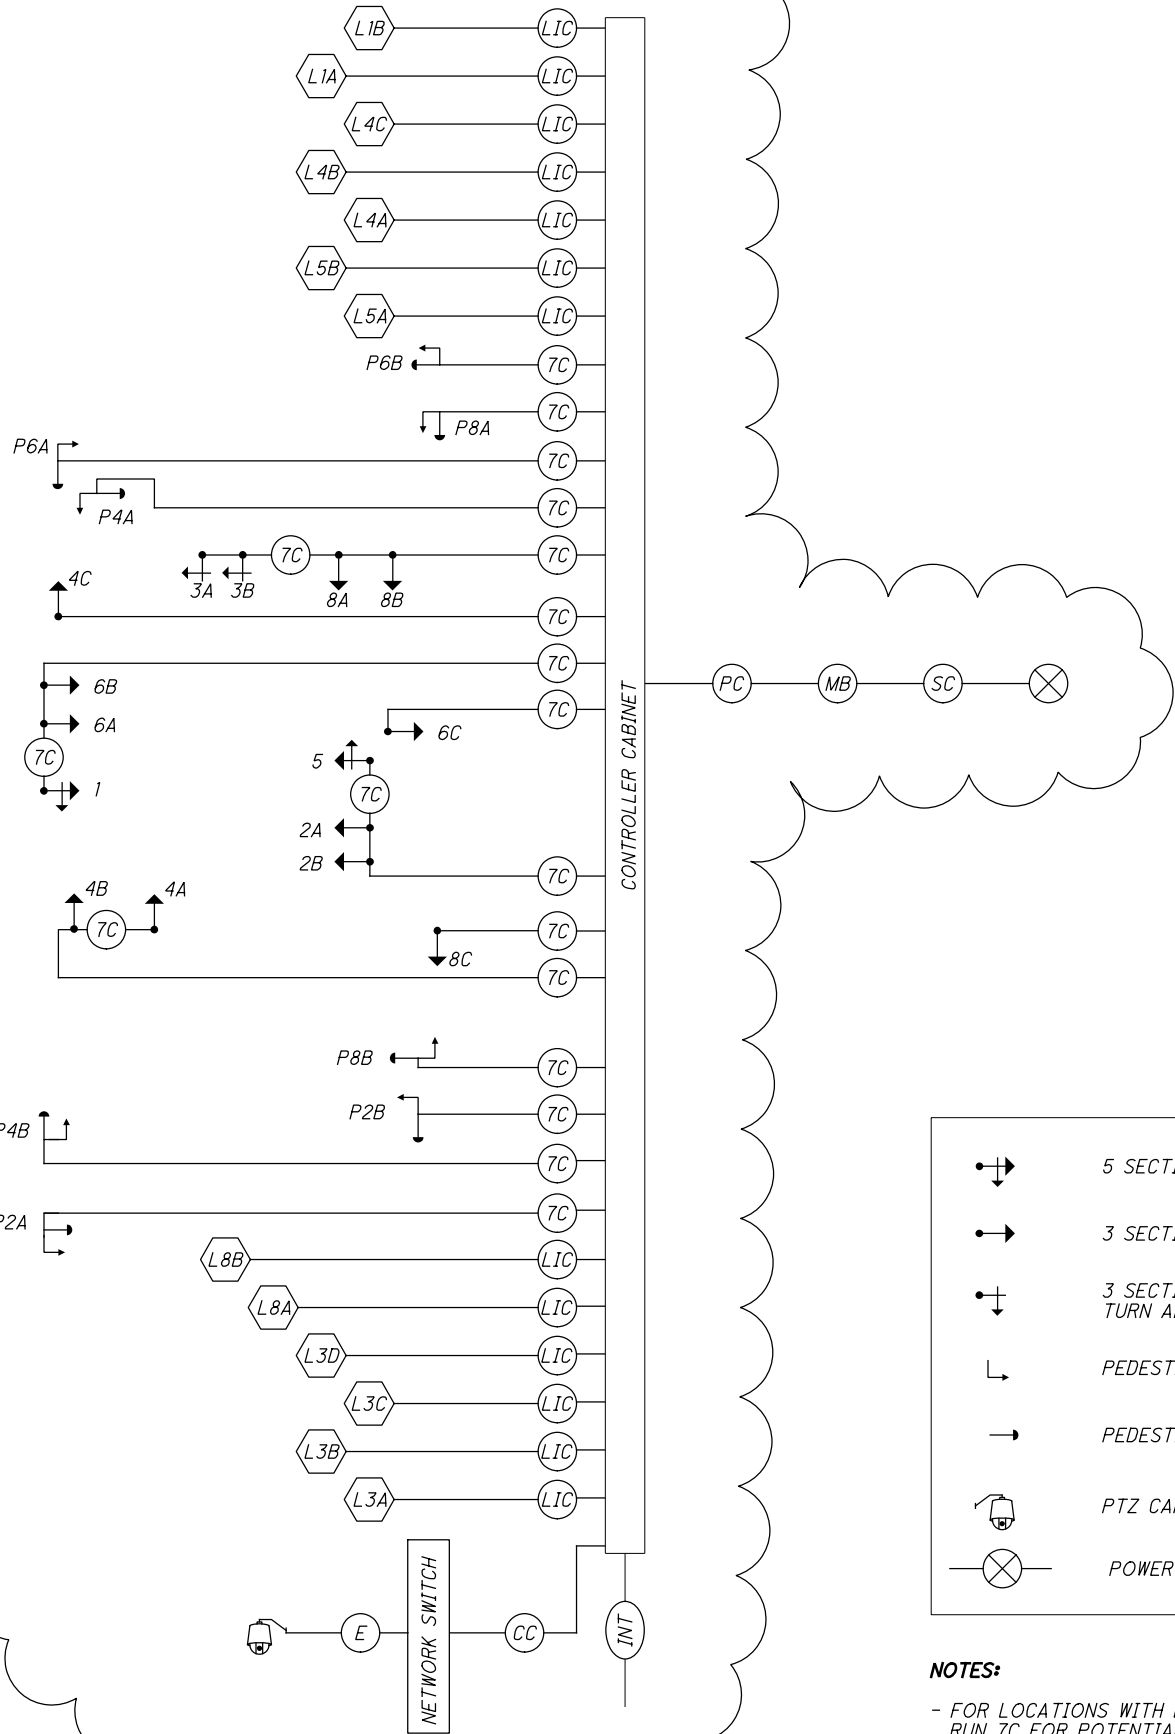 L1B LIC
L1A LIC
L4C LIC
L4B LIC
L4A LIC
L5B LIC
L5A LIC
P6B 7C
P8A 7C
P6A 7C
P4A 7C
7C 7C
3A 3B 8A 8B
4C 7C
7C
6B
6A
7C
1
7C
6C
5
7C
2A
2B
7C
4B 4A
7C
7C
8C
7C
CONTROLLER CABINET
PC MB SC
P8B 7C
P2B 7C
P4B 7C
P2A 7C
L8B LIC
L8A LIC
L3D LIC
L3C LIC
L3B LIC
L3A LIC
E
NETWORK SWITCH
CC
INT
5 SECTI
3 SECTI
3 SECTI
TURN A
PEDEST
PEDEST
PTZ CA
POWER
NOTES:
- FOR LOCATIONS WITH
RUN 7C FOR POTENTIA